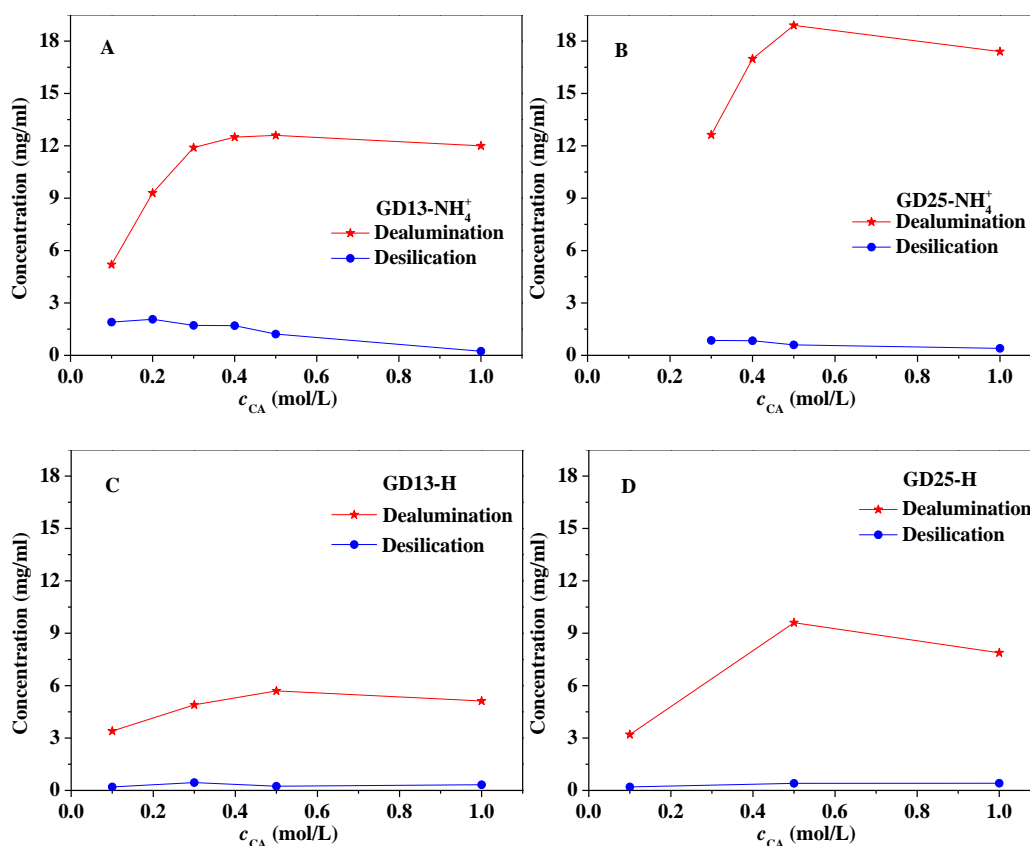 A
18
15
12
9
6
3
0
Concentration (mg/ml)
GD13-NH₄⁺
Dealumination
Desilication
0.0 0.2 0.4 0.6 0.8 1.0
c_CA (mol/L)
B
18
15
12
9
6
3
0
Concentration (mg/ml)
GD25-NH₄⁺
Dealumination
Desilication
0.0 0.2 0.4 0.6 0.8 1.0
c_CA (mol/L)
C
18
15
12
9
6
3
0
Concentration (mg/ml)
GD13-H
Dealumination
Desilication
0.0 0.2 0.4 0.6 0.8 1.0
c_CA (mol/L)
D
18
15
12
9
6
3
0
Concentration (mg/ml)
GD25-H
Dealumination
Desilication
0.0 0.2 0.4 0.6 0.8 1.0
c_CA (mol/L)